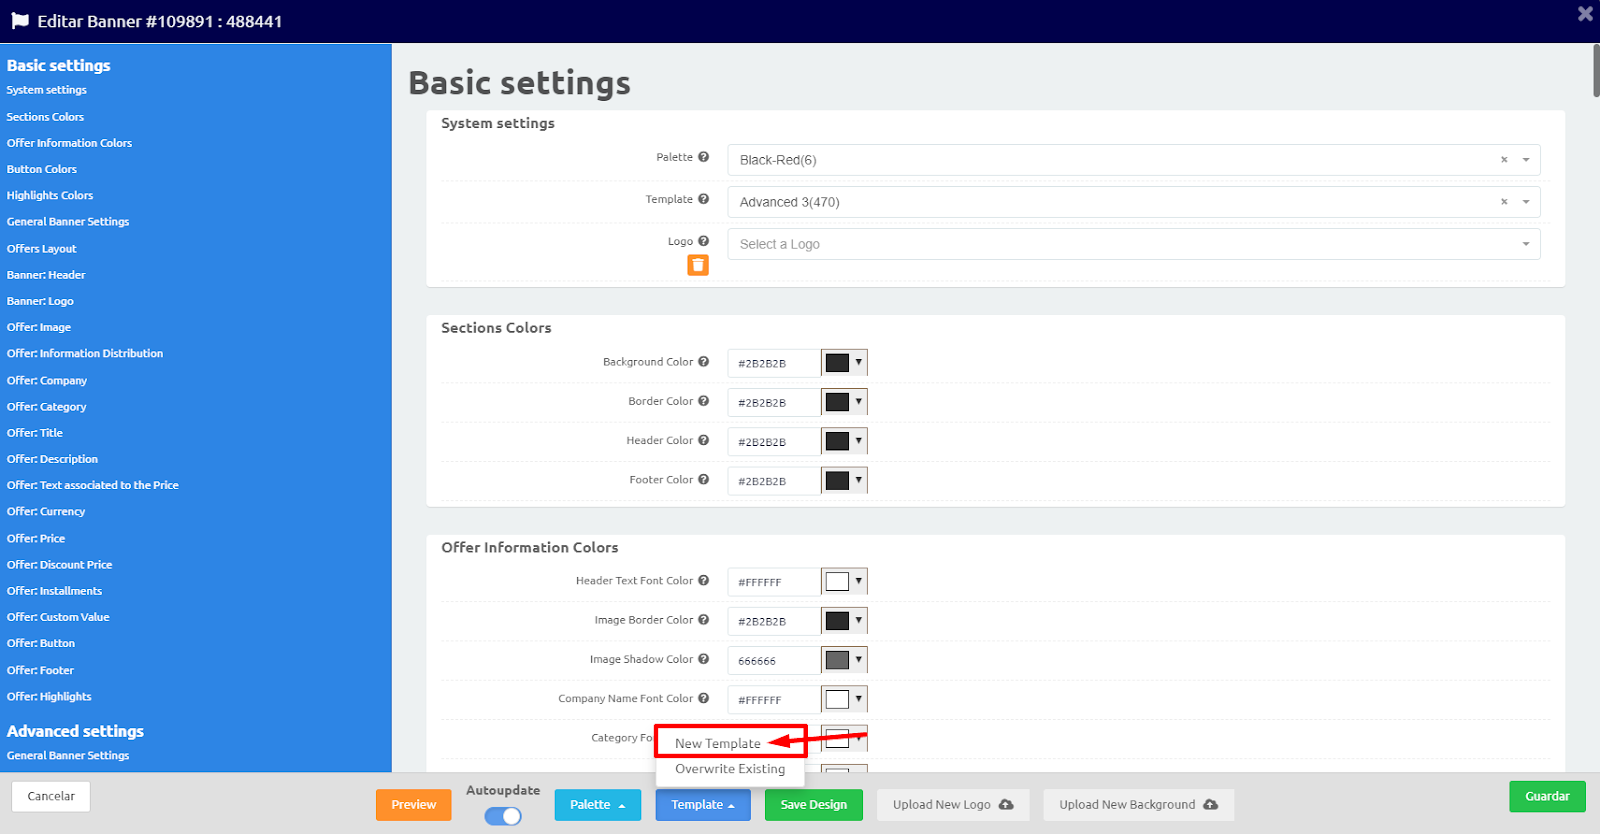 Editar Banner #109891 : 488441
Basic settings
System settings
Sections Colors
Offer Information Colors
Button Colors
Highlights Colors
General Banner Settings
Offers Layout
Banner: Header
Banner: Logo
Offer: Image
Offer: Information Distribution
Offer: Company
Offer: Category
Offer: Title
Offer: Description
Offer: Text associated to the Price
Offer: Currency
Offer: Price
Offer: Discount Price
Offer: Installments
Offer: Custom Value
Offer: Button
Offer: Footer
Offer: Highlights
Advanced settings
General Banner Settings
Basic settings
System settings
Palette Black-Red(6)
Template Advanced 3(470)
Logo Select a Logo
Sections Colors
Background Color #2B2B2B
Border Color #2B2B2B
Header Color #2B2B2B
Footer Color #2B2B2B
Offer Information Colors
Header Text Font Color #FFFFFF
Image Border Color #2B2B2B
Image Shadow Color 666666
Company Name Font Color #FFFFFF
Category Fo
New Template
Overwrite Existing
Cancelar
Preview
Autoupdate
Palette
Template
Save Design
Upload New Logo
Upload New Background
Guardar